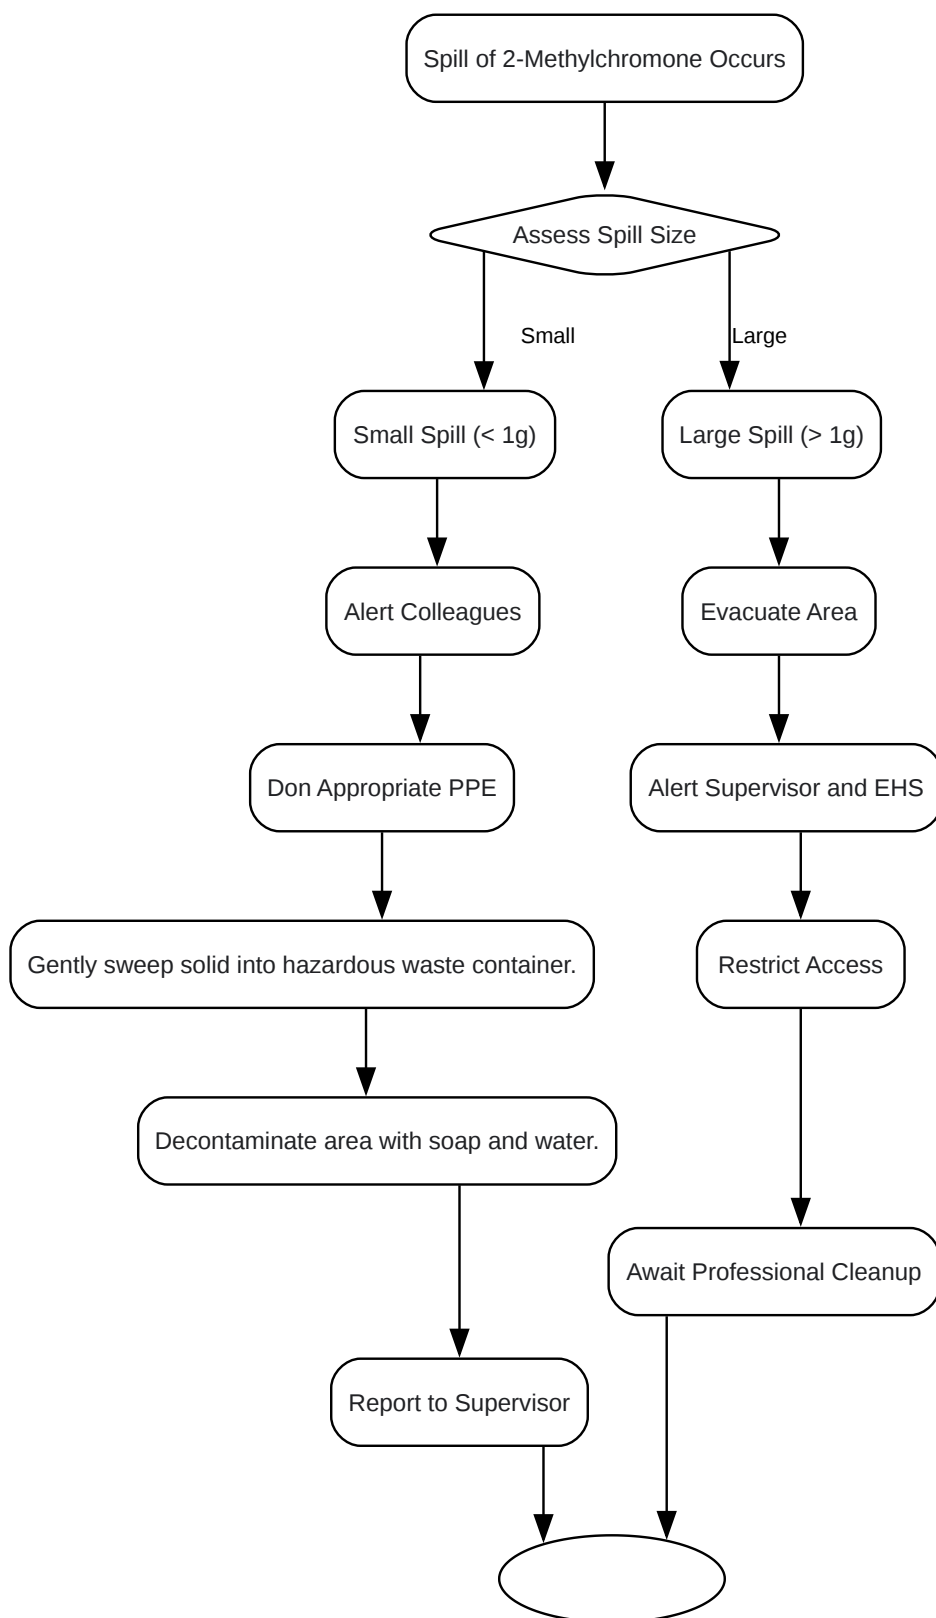 Spill of 2-Methylchromone Occurs
Assess Spill Size
Small
Large
Small Spill (< 1g)
Large Spill (> 1g)
Alert Colleagues
Evacuate Area
Don Appropriate PPE
Alert Supervisor and EHS
Gently sweep solid into hazardous waste container.
Restrict Access
Decontaminate area with soap and water.
Await Professional Cleanup
Report to Supervisor